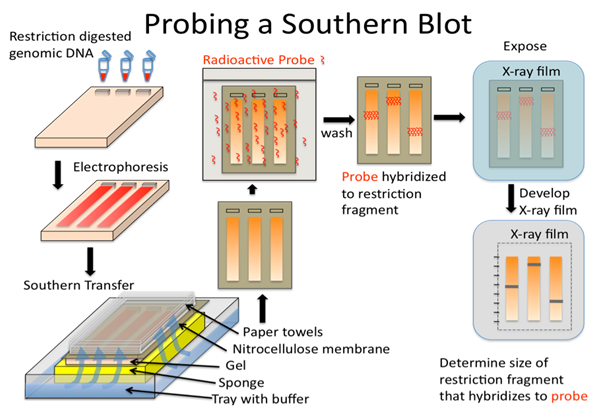 Probing a Southern Blot
Restriction digested
genomic DNA
Electrophoresis
Southern Transfer
Paper towels
Nitrocellulose membrane
Gel
Sponge
Tray with buffer
Radioactive Probe
wash
Probe hybridized
to restriction
fragment
Expose
X-ray film
Develop
X-ray film
X-ray film
Determine size of
restriction fragment
that hybridizes to probe